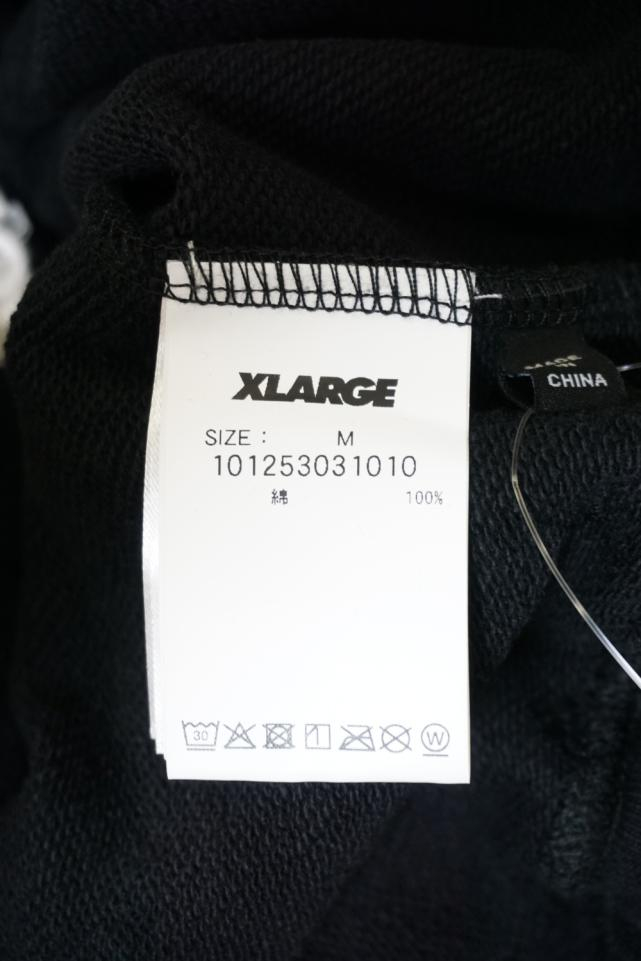 XLARGE
SIZE : M
101253031010
綿 100%
30
W
MADE
IN
CHINA